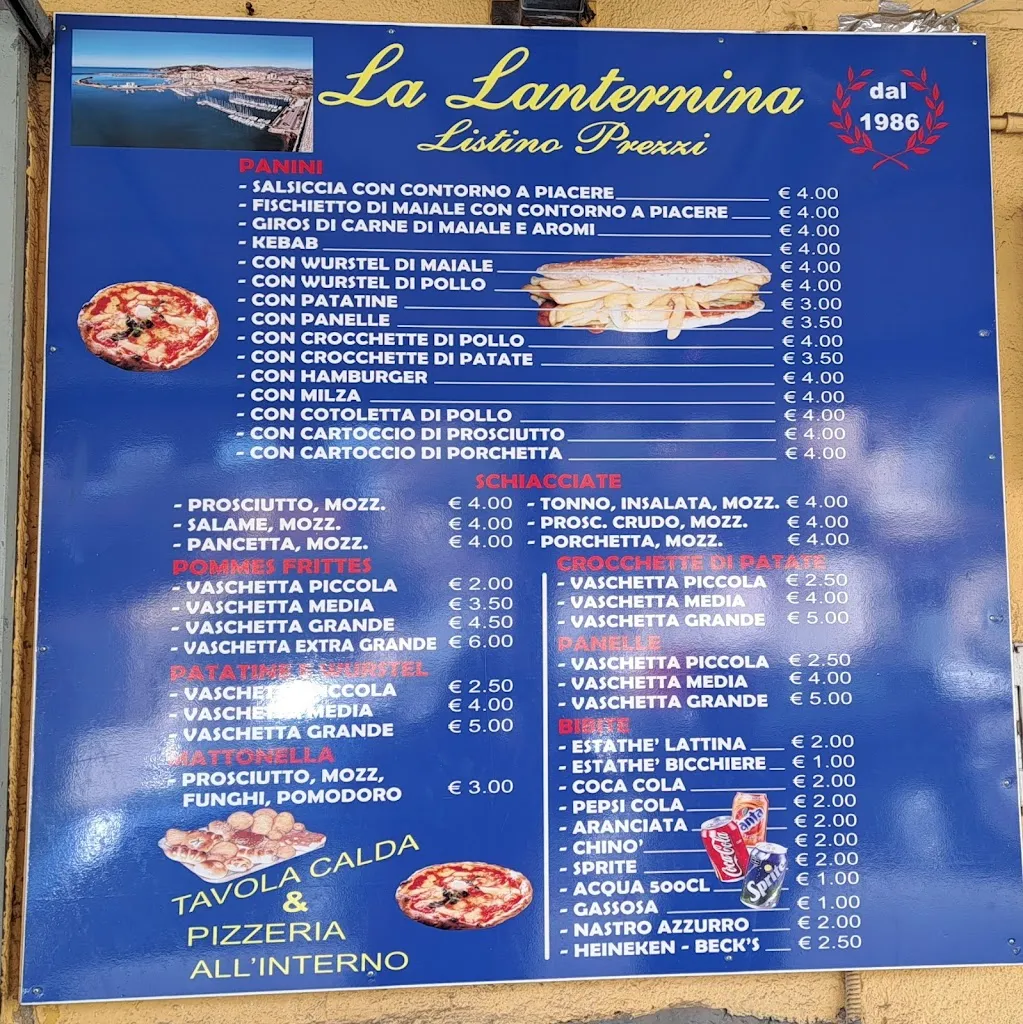 La Lanternina
Listino Prezzi
dal
1986
PANINI
- SALSICCIA CON CONTORNO A PIACERE € 4.00
- FISCHIETTO DI MAIALE CON CONTORNO A PIACERE € 4.00
- GIROS DI CARNE DI MAIALE E AROMI € 4.00
- KEBAB € 4.00
- CON WURSTEL DI MAIALE € 4.00
- CON WURSTEL DI POLLO € 4.00
- CON PATATINE € 3.00
- CON PANELLE € 3.50
- CON CROCCHETTE DI POLLO € 4.00
- CON CROCCHETTE DI PATATE € 3.50
- CON HAMBURGER € 4.00
- CON MILZA € 4.00
- CON COTOLETTA DI POLLO € 4.00
- CON CARTOCCIO DI PROSCIUTTO € 4.00
- CON CARTOCCIO DI PORCHETTA € 4.00
SCHIACCIATE
- PROSCIUTTO, MOZZ. € 4.00
- SALAME, MOZZ. € 4.00
- PANCETTA, MOZZ. € 4.00
- TONNO, INSALATA, MOZZ. € 4.00
- PROSC. CRUDO, MOZZ. € 4.00
- PORCHETTA, MOZZ. € 4.00
POMMES FRITTES
- VASCHETTA PICCOLA € 2.00
- VASCHETTA MEDIA € 3.50
- VASCHETTA GRANDE € 4.50
- VASCHETTA EXTRA GRANDE € 6.00
PATATINE E WURSTEL
- VASCHETTA PICCOLA € 2.50
- VASCHETTA MEDIA € 4.00
- VASCHETTA GRANDE € 5.00
MATTONELLA
- PROSCIUTTO, MOZZ,
FUNGHI, POMODORO € 3.00
TAVOLA CALDA
&
PIZZERIA
ALL'INTERNO
CROCCHETTE DI PATATE
- VASCHETTA PICCOLA € 2.50
- VASCHETTA MEDIA € 4.00
- VASCHETTA GRANDE € 5.00
PANELLE
- VASCHETTA PICCOLA € 2.50
- VASCHETTA MEDIA € 4.00
- VASCHETTA GRANDE € 5.00
BIBITE
- ESTATHE' LATTINA € 2.00
- ESTATHE' BICCHIERE € 1.00
- COCA COLA € 2.00
- PEPSI COLA € 2.00
- ARANCIATA € 2.00
- CHINO' € 2.00
- SPRITE € 2.00
- ACQUA 500CL € 1.00
- GASSOSA € 1.00
- NASTRO AZZURRO € 2.00
- HEINEKEN - BECK'S € 2.50
Fanta
Coca-Cola
Sprite